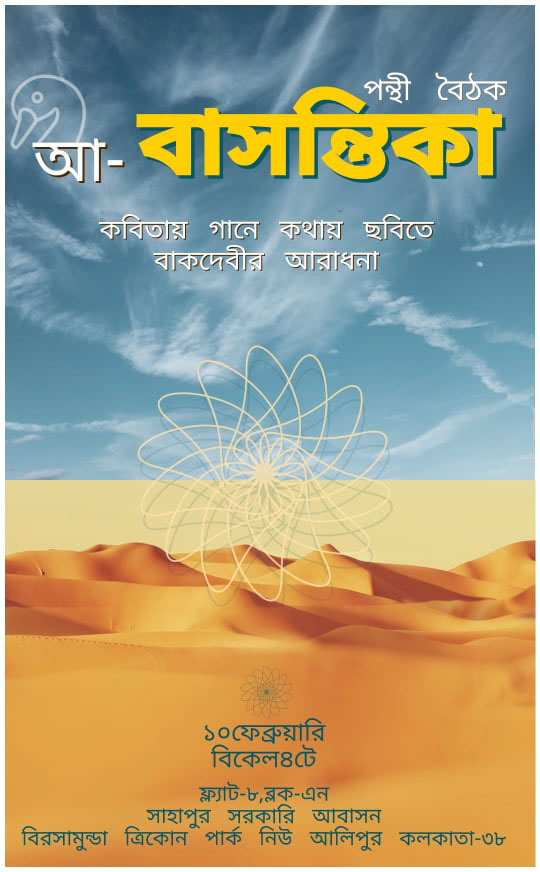 পন্থী বৈঠক
আ- বাসন্তিকা
কবিতায় গানে কথায় ছবিতে
বাকদেবীর আরাধনা
১০ফেব্রুয়ারি
বিকেল৪টে
ফ্ল্যাট-৮,ব্লক-এন
সাহাপুর সরকারি আবাসন
বিরসামুন্ডা ত্রিকোন পার্ক নিউ আলিপুর কলকাতা-৩৮